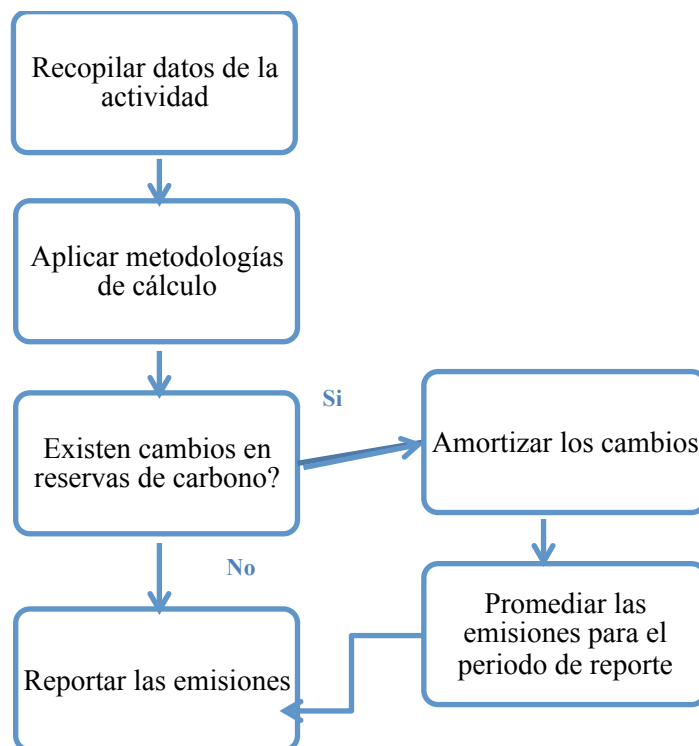 Recopilar datos de la
actividad
Aplicar metodologías
de cálculo
Existen cambios en
reservas de carbono?
Si
Amortizar los cambios
No
Promediar las
emisiones para el
periodo de reporte
Reportar las emisiones